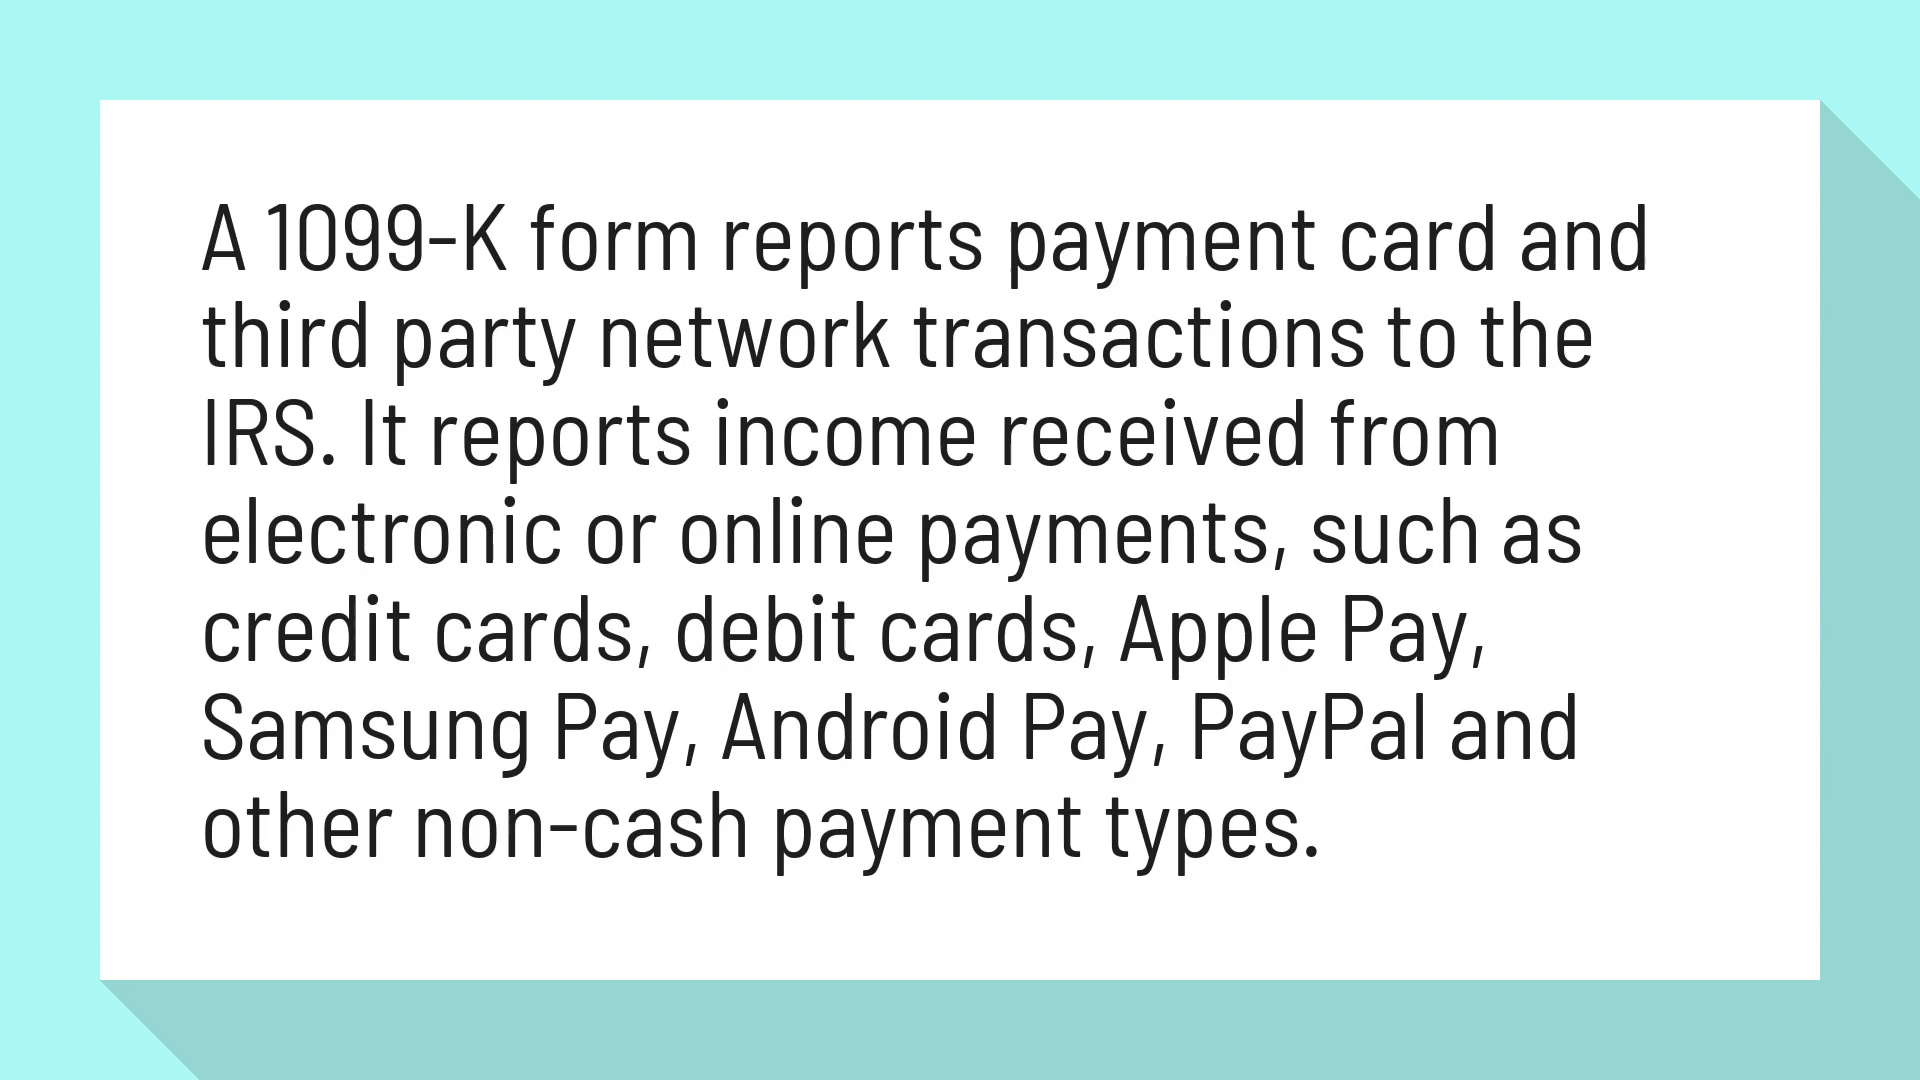 A 1099-K form reports payment card and
third party network transactions to the
IRS. It reports income received from
electronic or online payments, such as
credit cards, debit cards, Apple Pay,
Samsung Pay, Android Pay, PayPal and
other non-cash payment types.